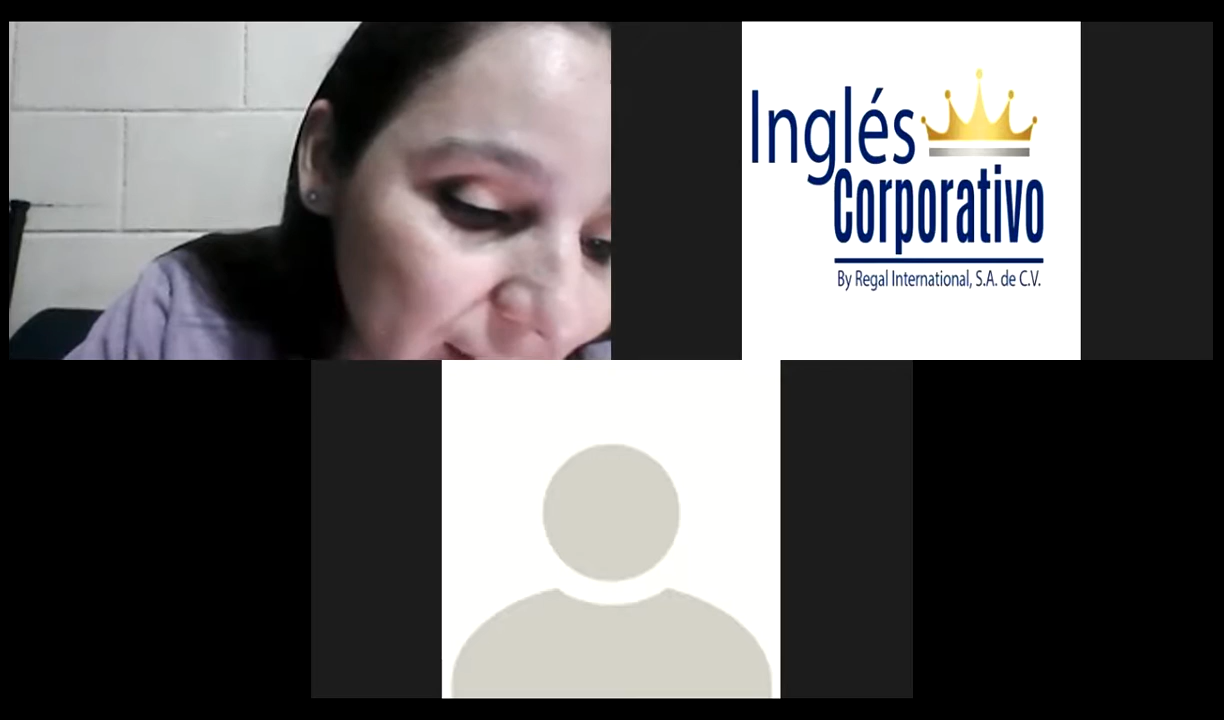 Inglés
Corporativo
By Regal International, S.A. de C.V.